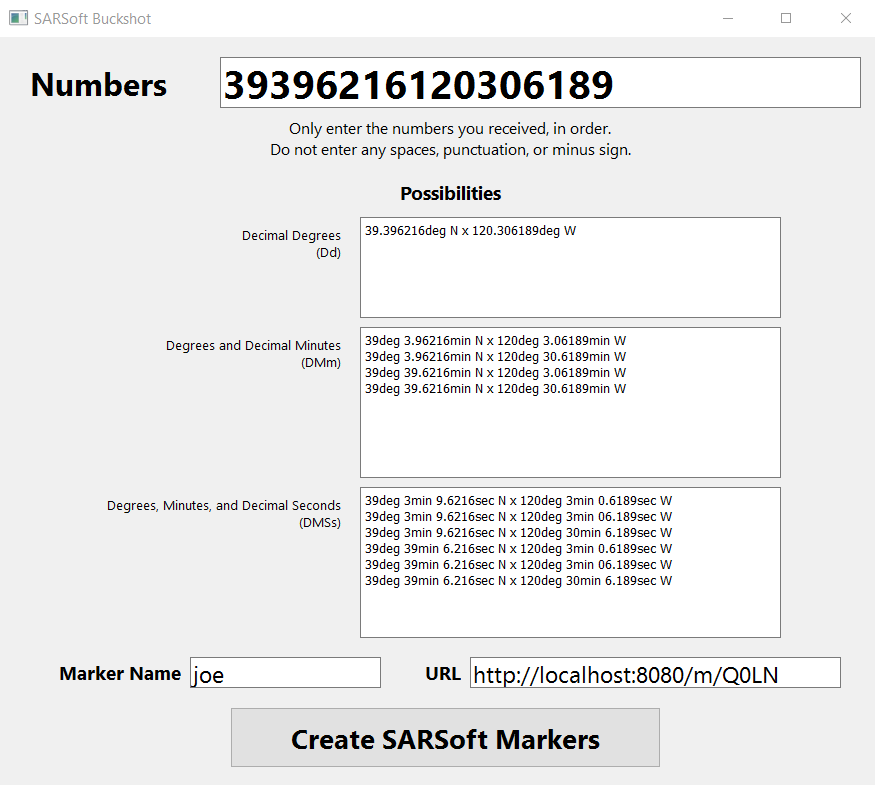 SARSoft Buckshot
Numbers 39396216120306189
Only enter the numbers you received, in order.
Do not enter any spaces, punctuation, or minus sign.
Possibilities
Decimal Degrees
(Dd)
39.396216deg N x 120.306189deg W
Degrees and Decimal Minutes
(DMm)
39deg 3.96216min N x 120deg 3.06189min W
39deg 3.96216min N x 120deg 30.6189min W
39deg 39.6216min N x 120deg 3.06189min W
39deg 39.6216min N x 120deg 30.6189min W
Degrees, Minutes, and Decimal Seconds
(DMSs)
39deg 3min 9.6216sec N x 120deg 3min 0.6189sec W
39deg 3min 9.6216sec N x 120deg 3min 06.189sec W
39deg 3min 9.6216sec N x 120deg 30min 6.189sec W
39deg 39min 6.216sec N x 120deg 3min 0.6189sec W
39deg 39min 6.216sec N x 120deg 3min 06.189sec W
39deg 39min 6.216sec N x 120deg 30min 6.189sec W
Marker Name joe URL http://localhost:8080/m/Q0LN
Create SARSoft Markers